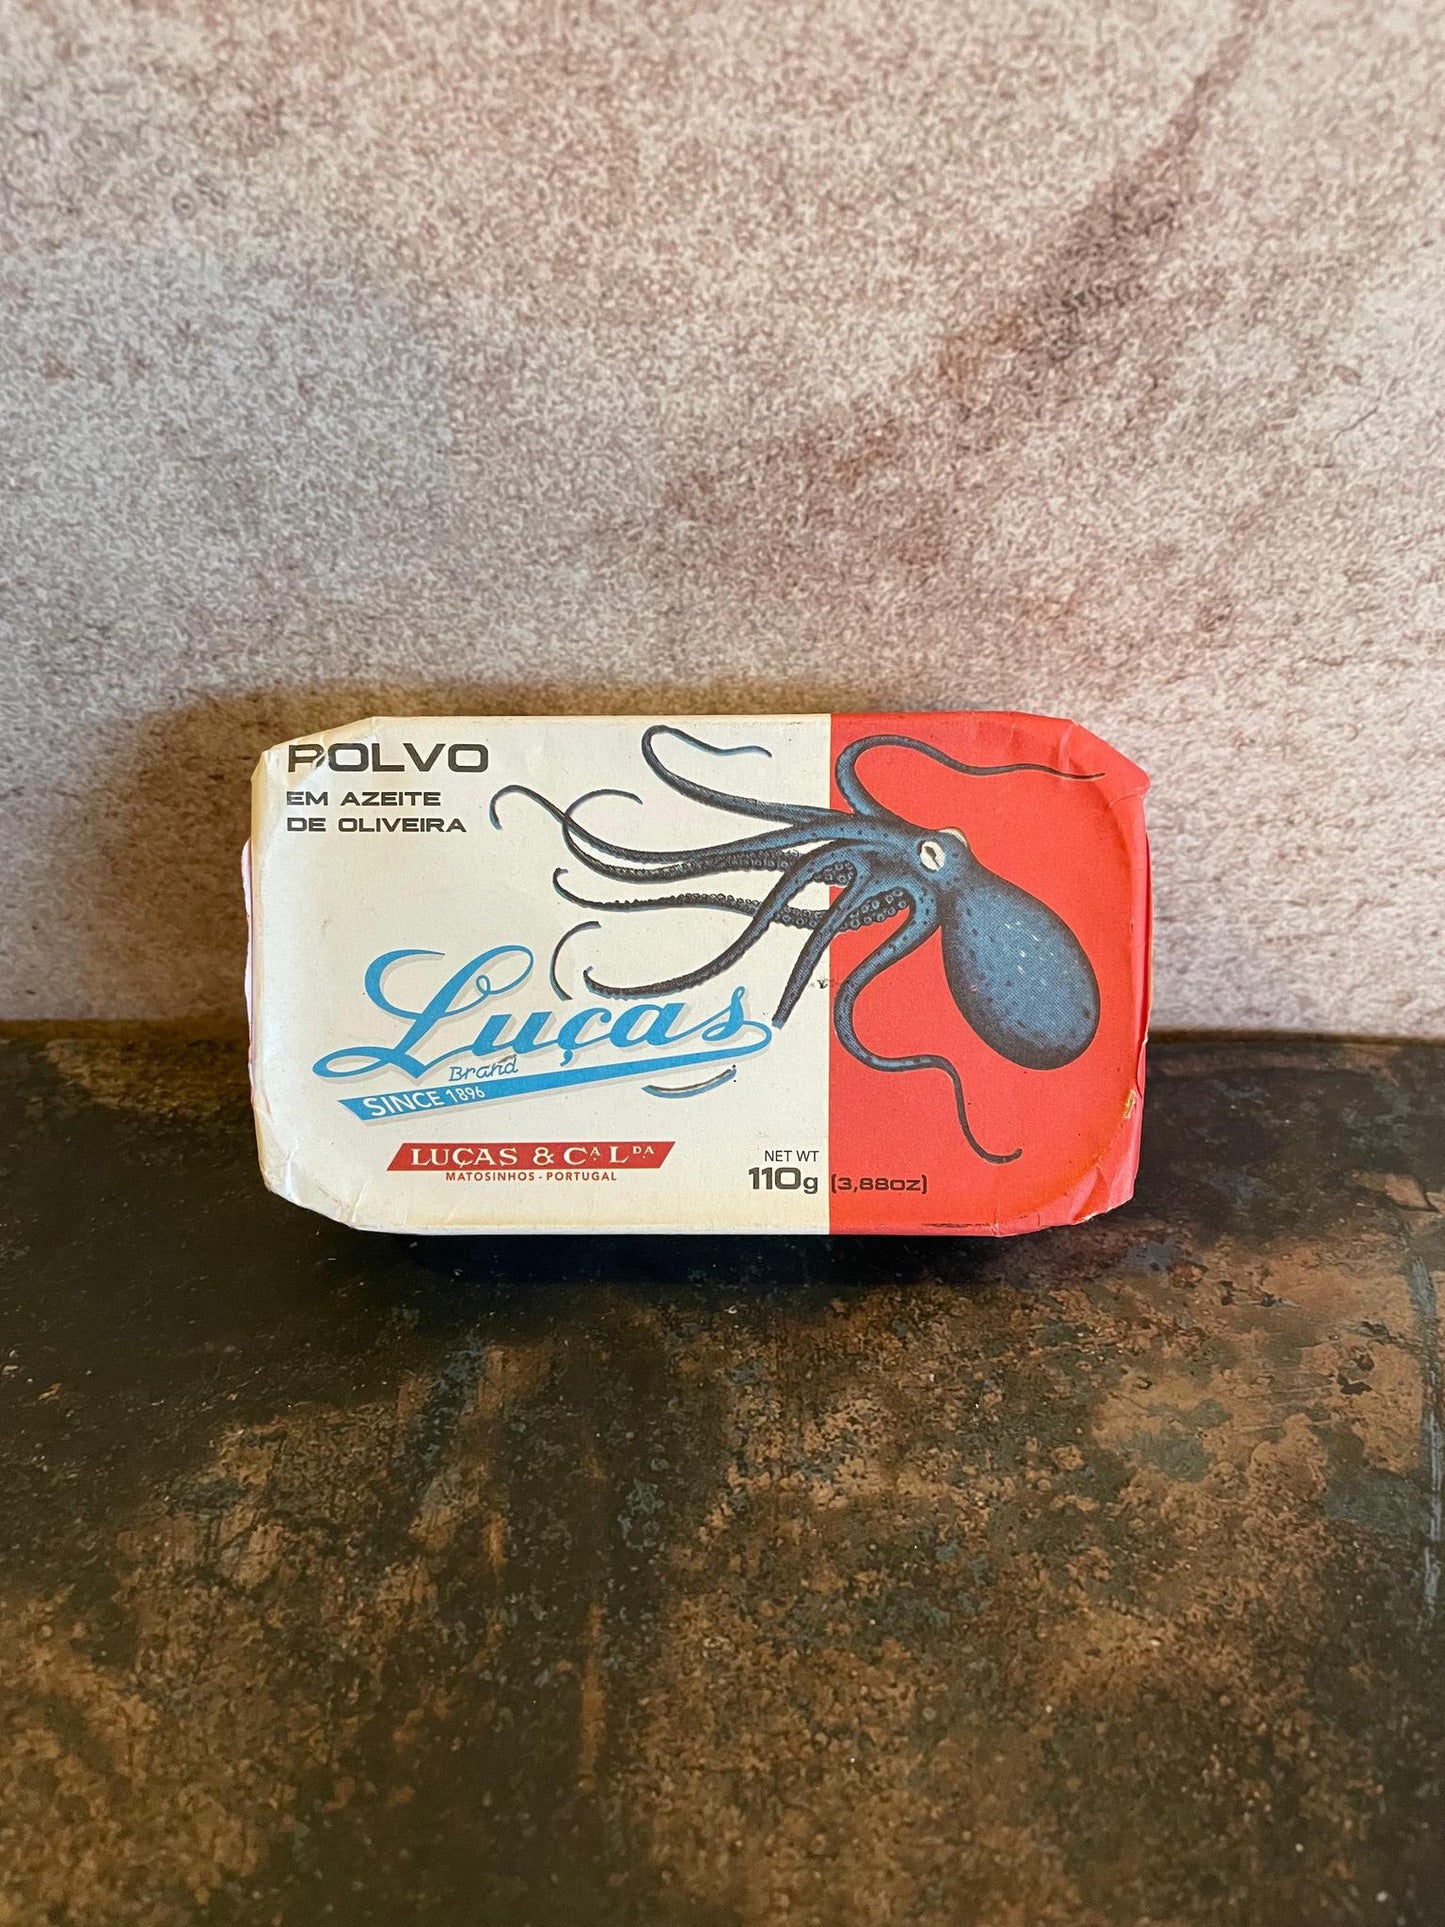 POLVO
EM AZEITE
DE OLIVEIRA
Luças
Brand
SINCE 1896
LUÇAS & Cᴬ Lᴰᴬ
MATOSINHOS - PORTUGAL
NET WT
110g (3,88oz)